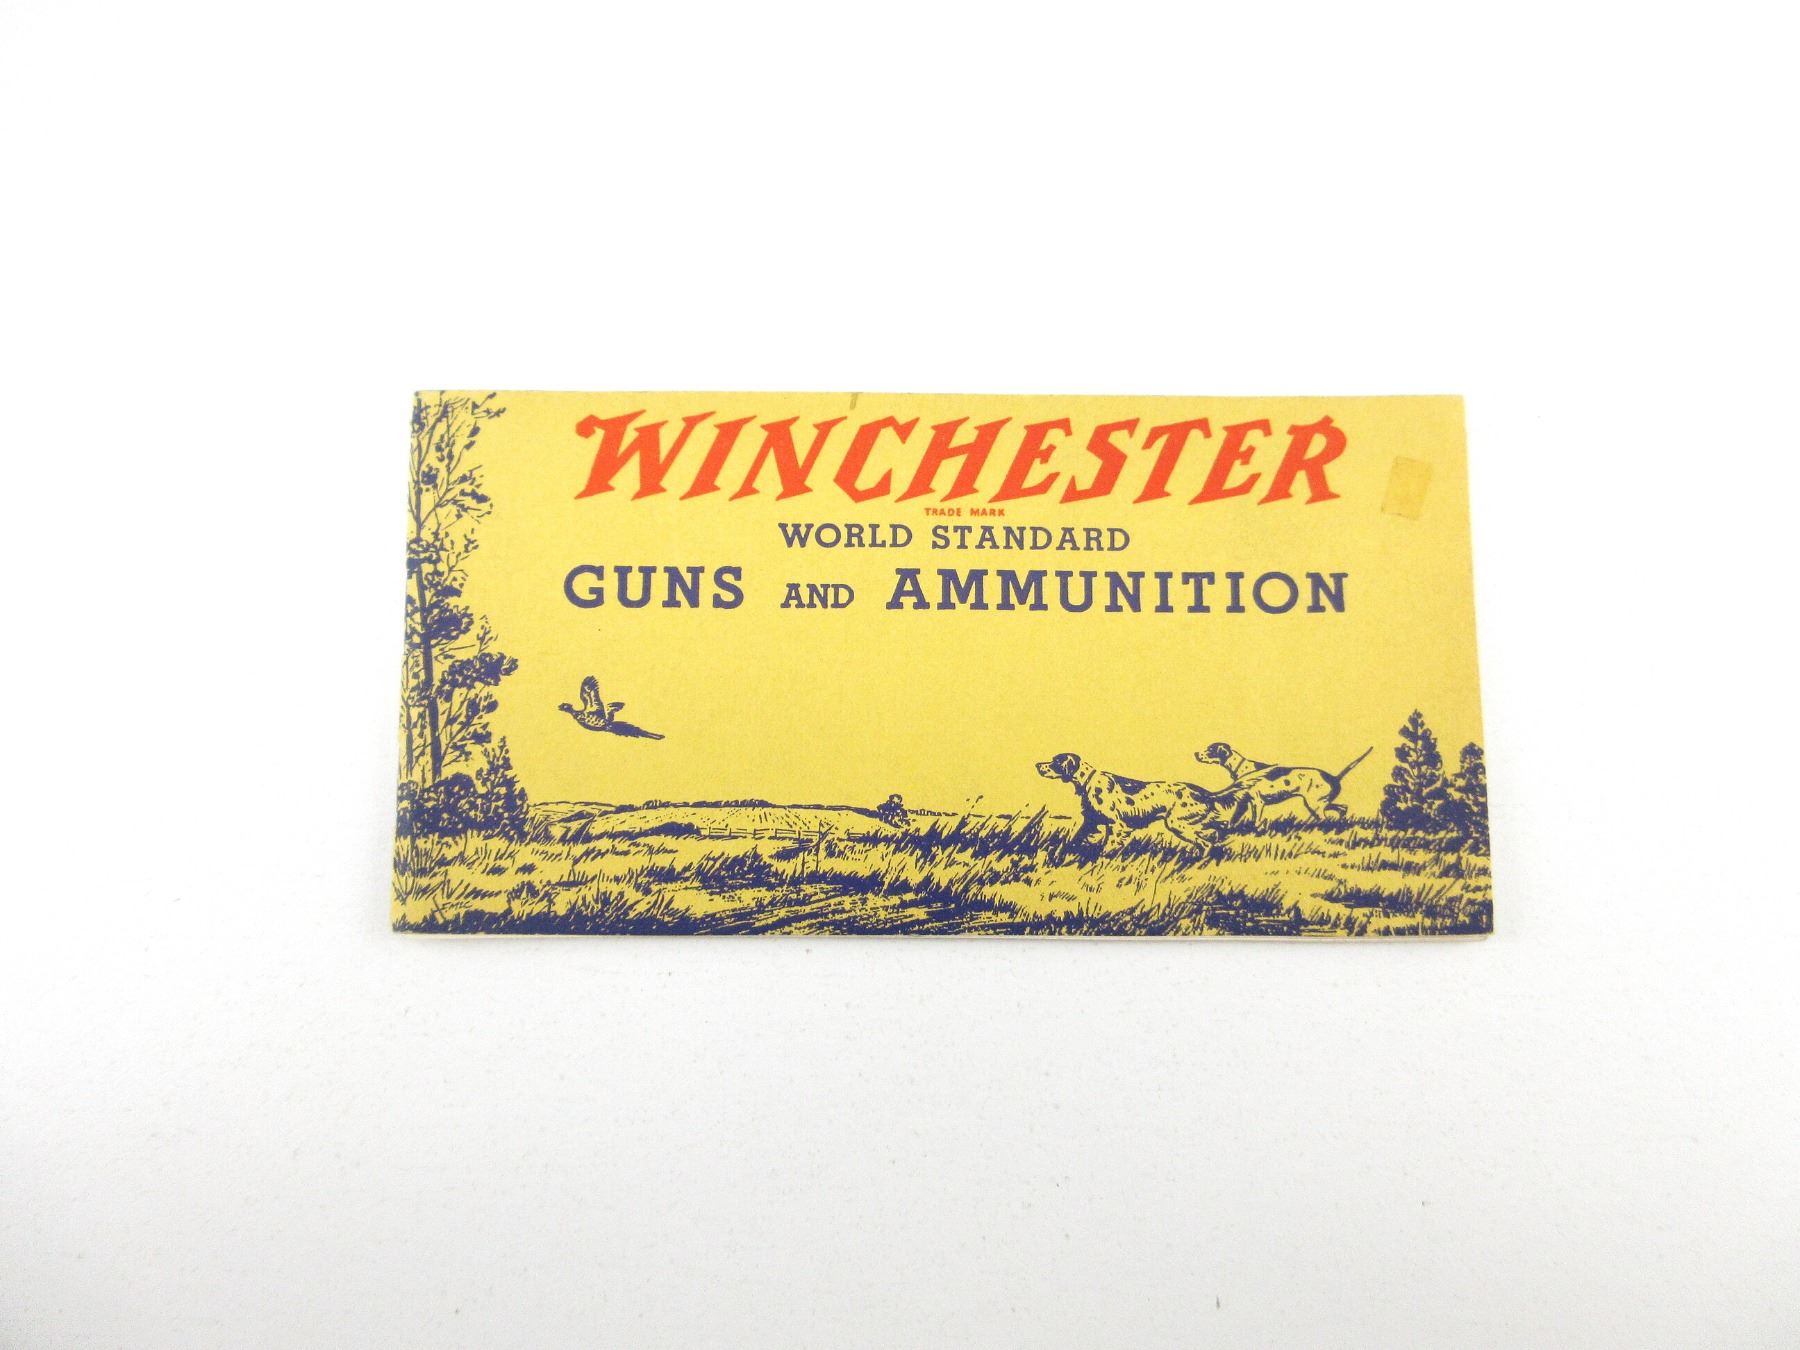 WINCHESTER
TRADE MARK
WORLD STANDARD
GUNS AND AMMUNITION